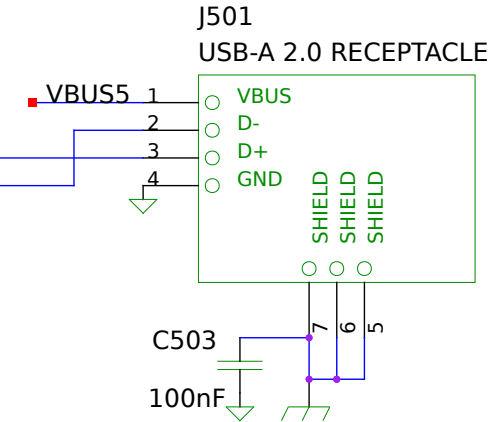 J501
USB-A 2.0 RECEPTACLE
VBUS5 1 VBUS
2 D-
3 D+
4 GND
SHIELD SHIELD SHIELD
7 6 5
C503
100nF